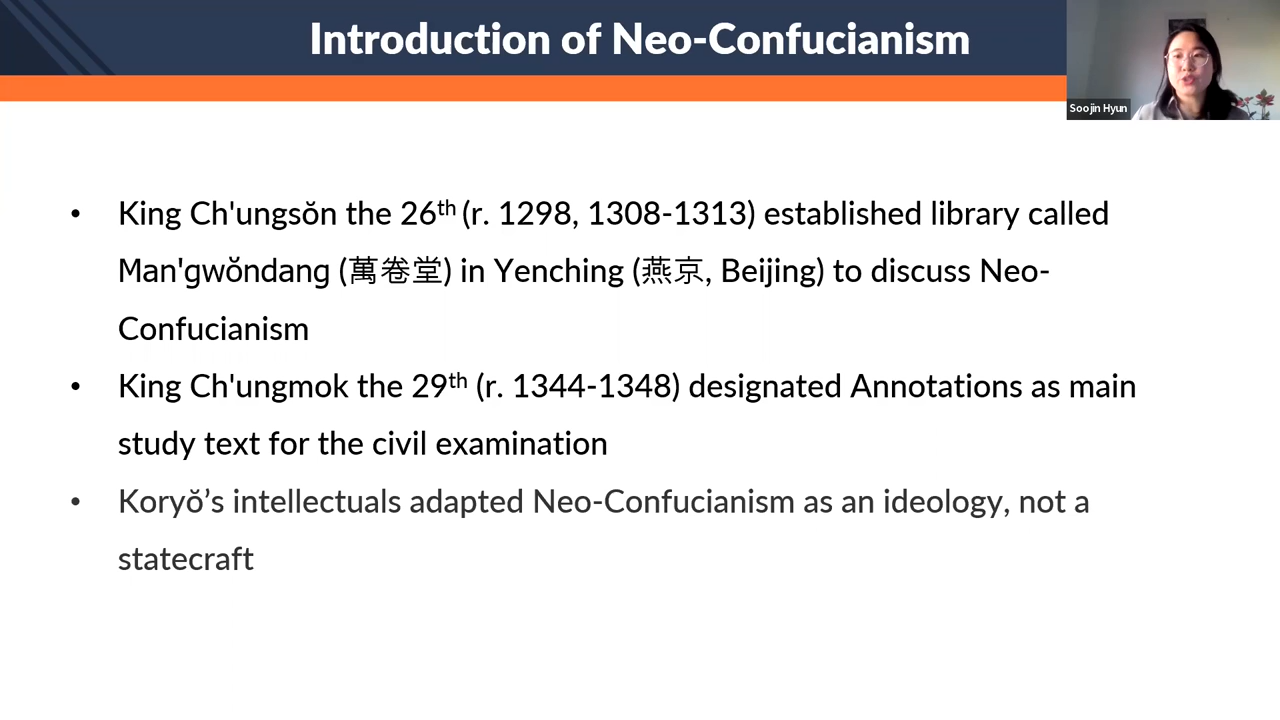 Introduction of Neo-Confucianism
Soojin Hyun
• King Ch'ungsŏn the 26th (r. 1298, 1308-1313) established library called
Man'gwŏndang (萬卷堂) in Yenching (燕京, Beijing) to discuss Neo-
Confucianism
• King Ch'ungmok the 29th (r. 1344-1348) designated Annotations as main
study text for the civil examination
• Koryŏ’s intellectuals adapted Neo-Confucianism as an ideology, not a
statecraft